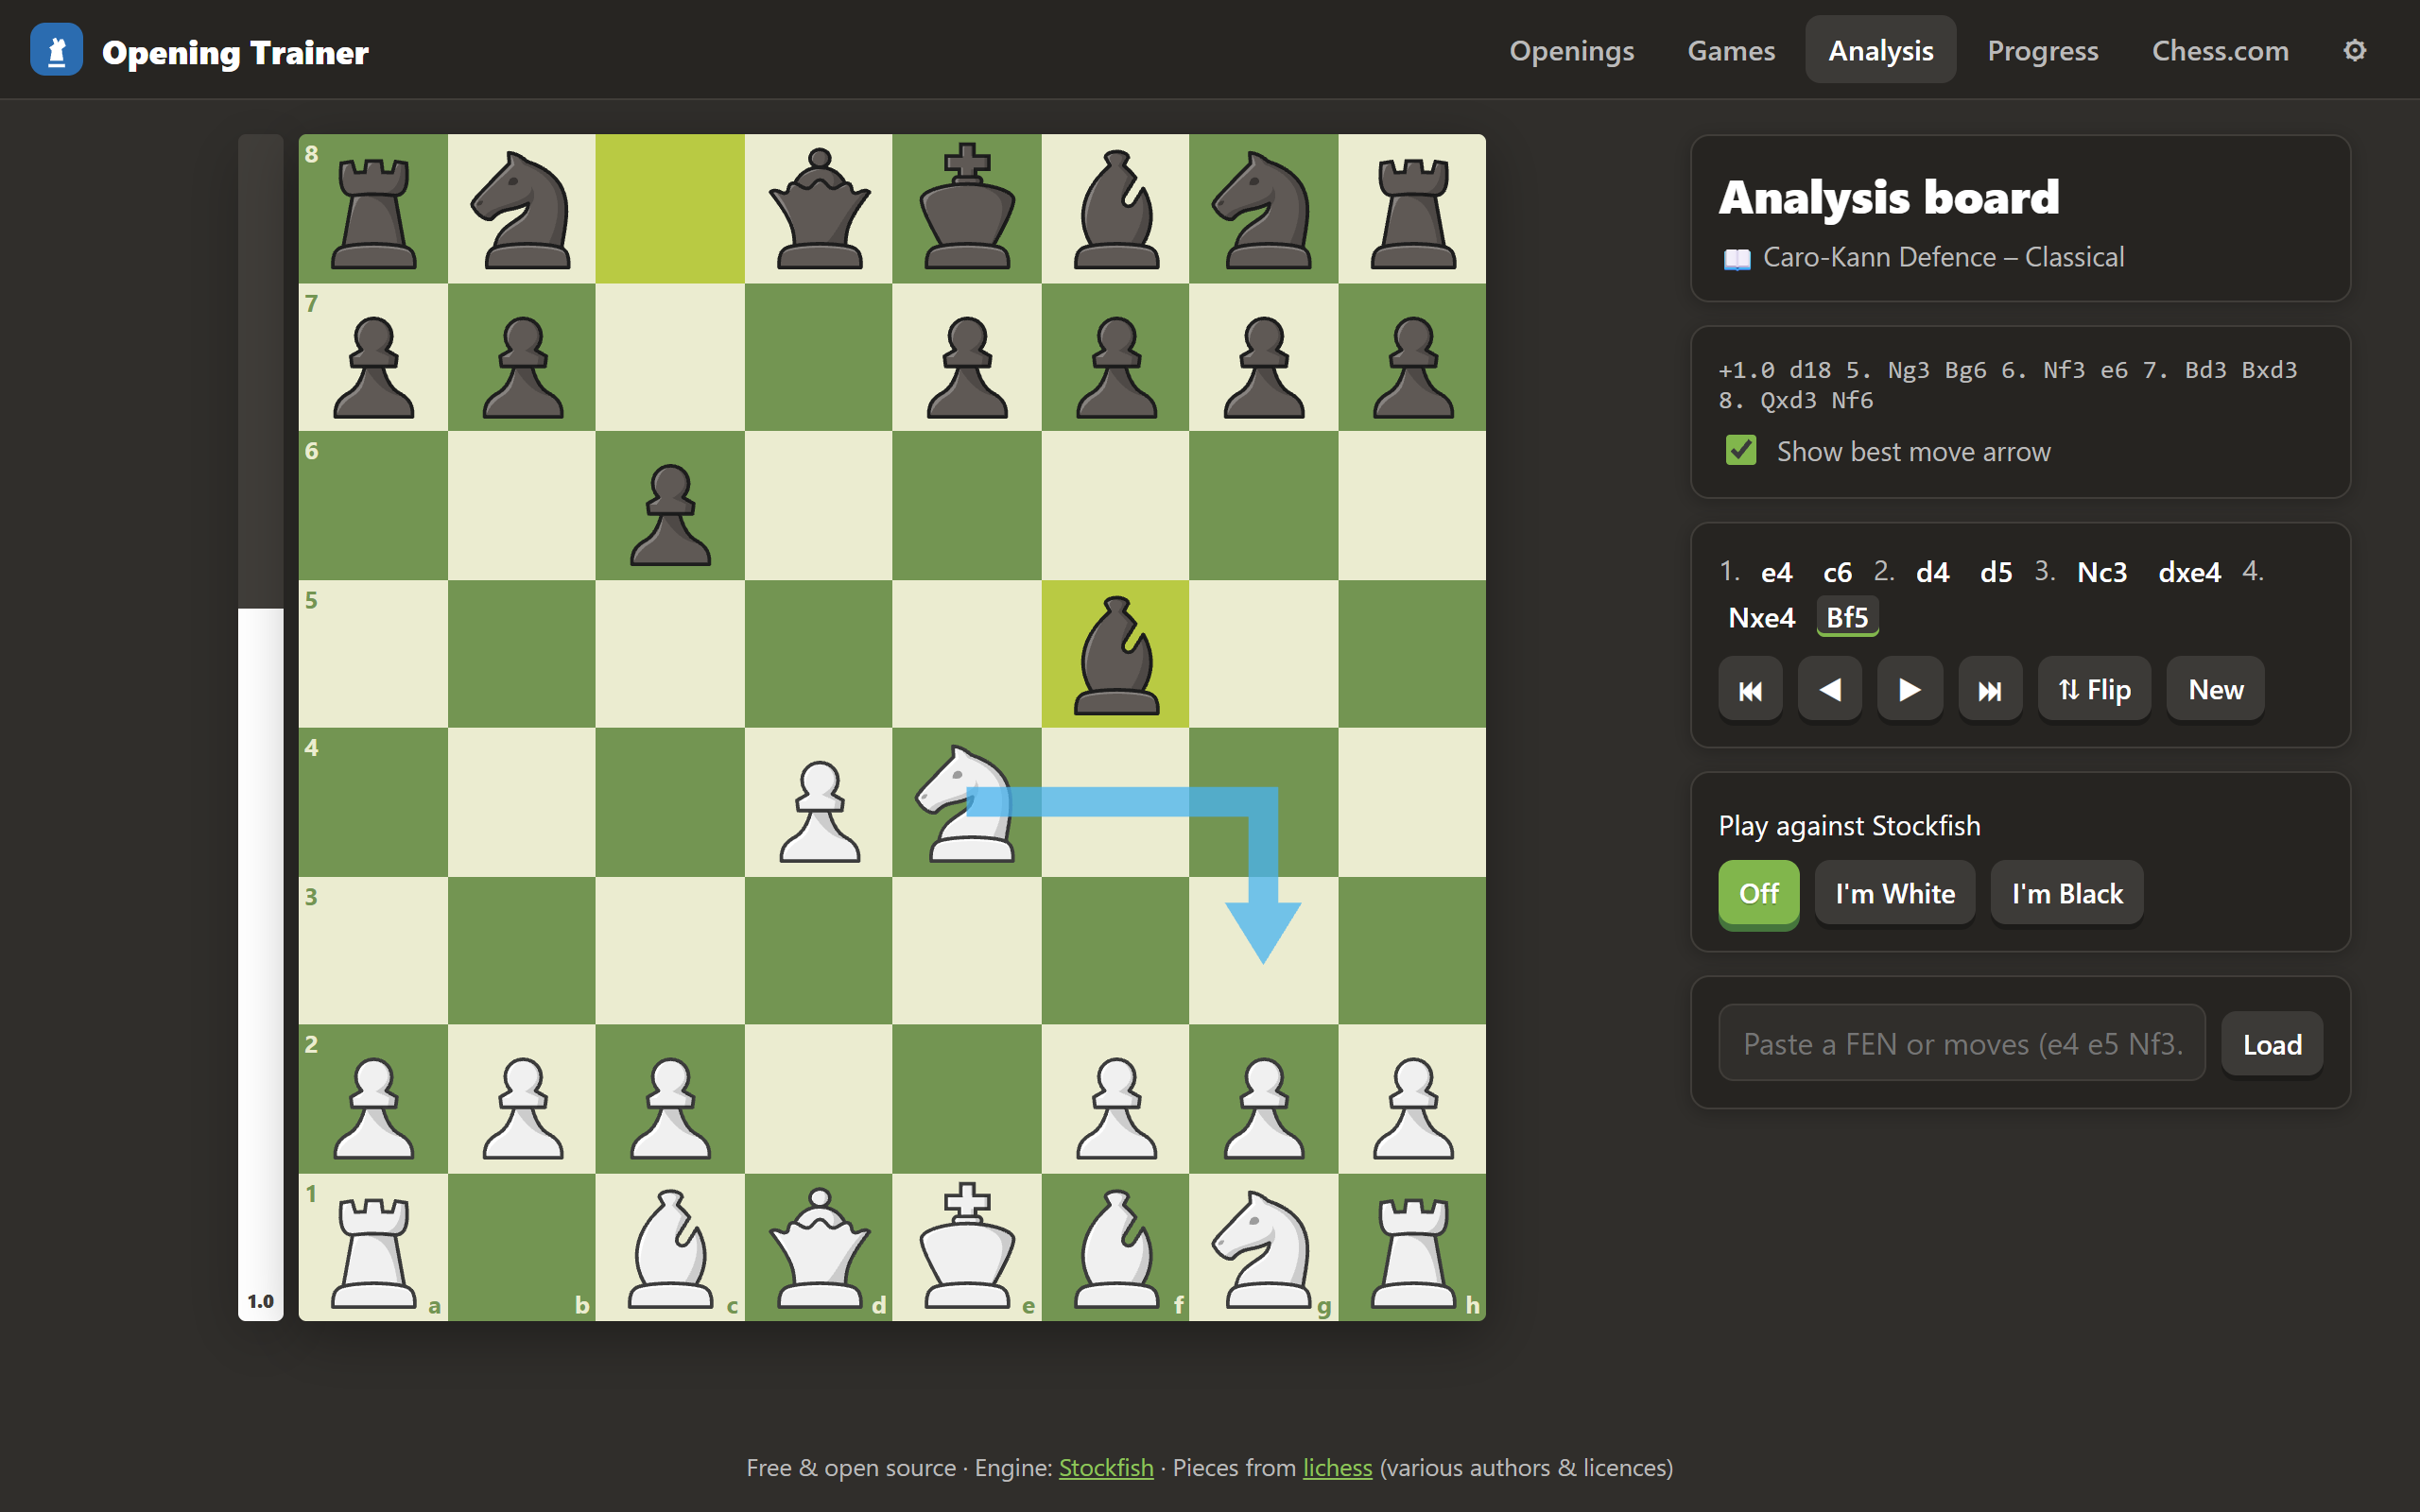 Opening Trainer
Openings Games Analysis Progress Chess.com
8
7
6
5
4
3
2
1
a b c d e f g h
1.0
Analysis board
Caro-Kann Defence – Classical
+1.0 d18 5. Ng3 Bg6 6. Nf3 e6 7. Bd3 Bxd3
8. Qxd3 Nf6
Show best move arrow
1. e4 c6 2. d4 d5 3. Nc3 dxe4 4.
Nxe4 Bf5
Flip New
Play against Stockfish
Off I'm White I'm Black
Paste a FEN or moves (e4 e5 Nf3. Load
Free & open source · Engine: Stockfish · Pieces from lichess (various authors & licences)